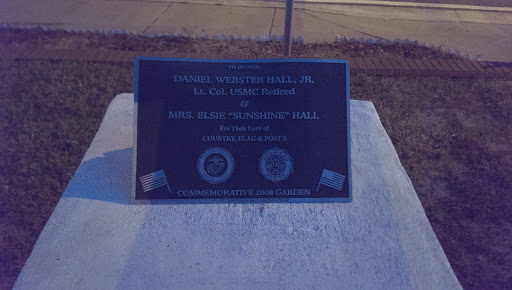 DANIEL WEBSTER HALL, JR.
Lt. Col. USMC Retired
&
MRS. ELSIE "SUNSHINE" HALL
For Their Love of
COUNTRY, FLAG & POST 5
COMMEMORATIVE 2008 GARDEN